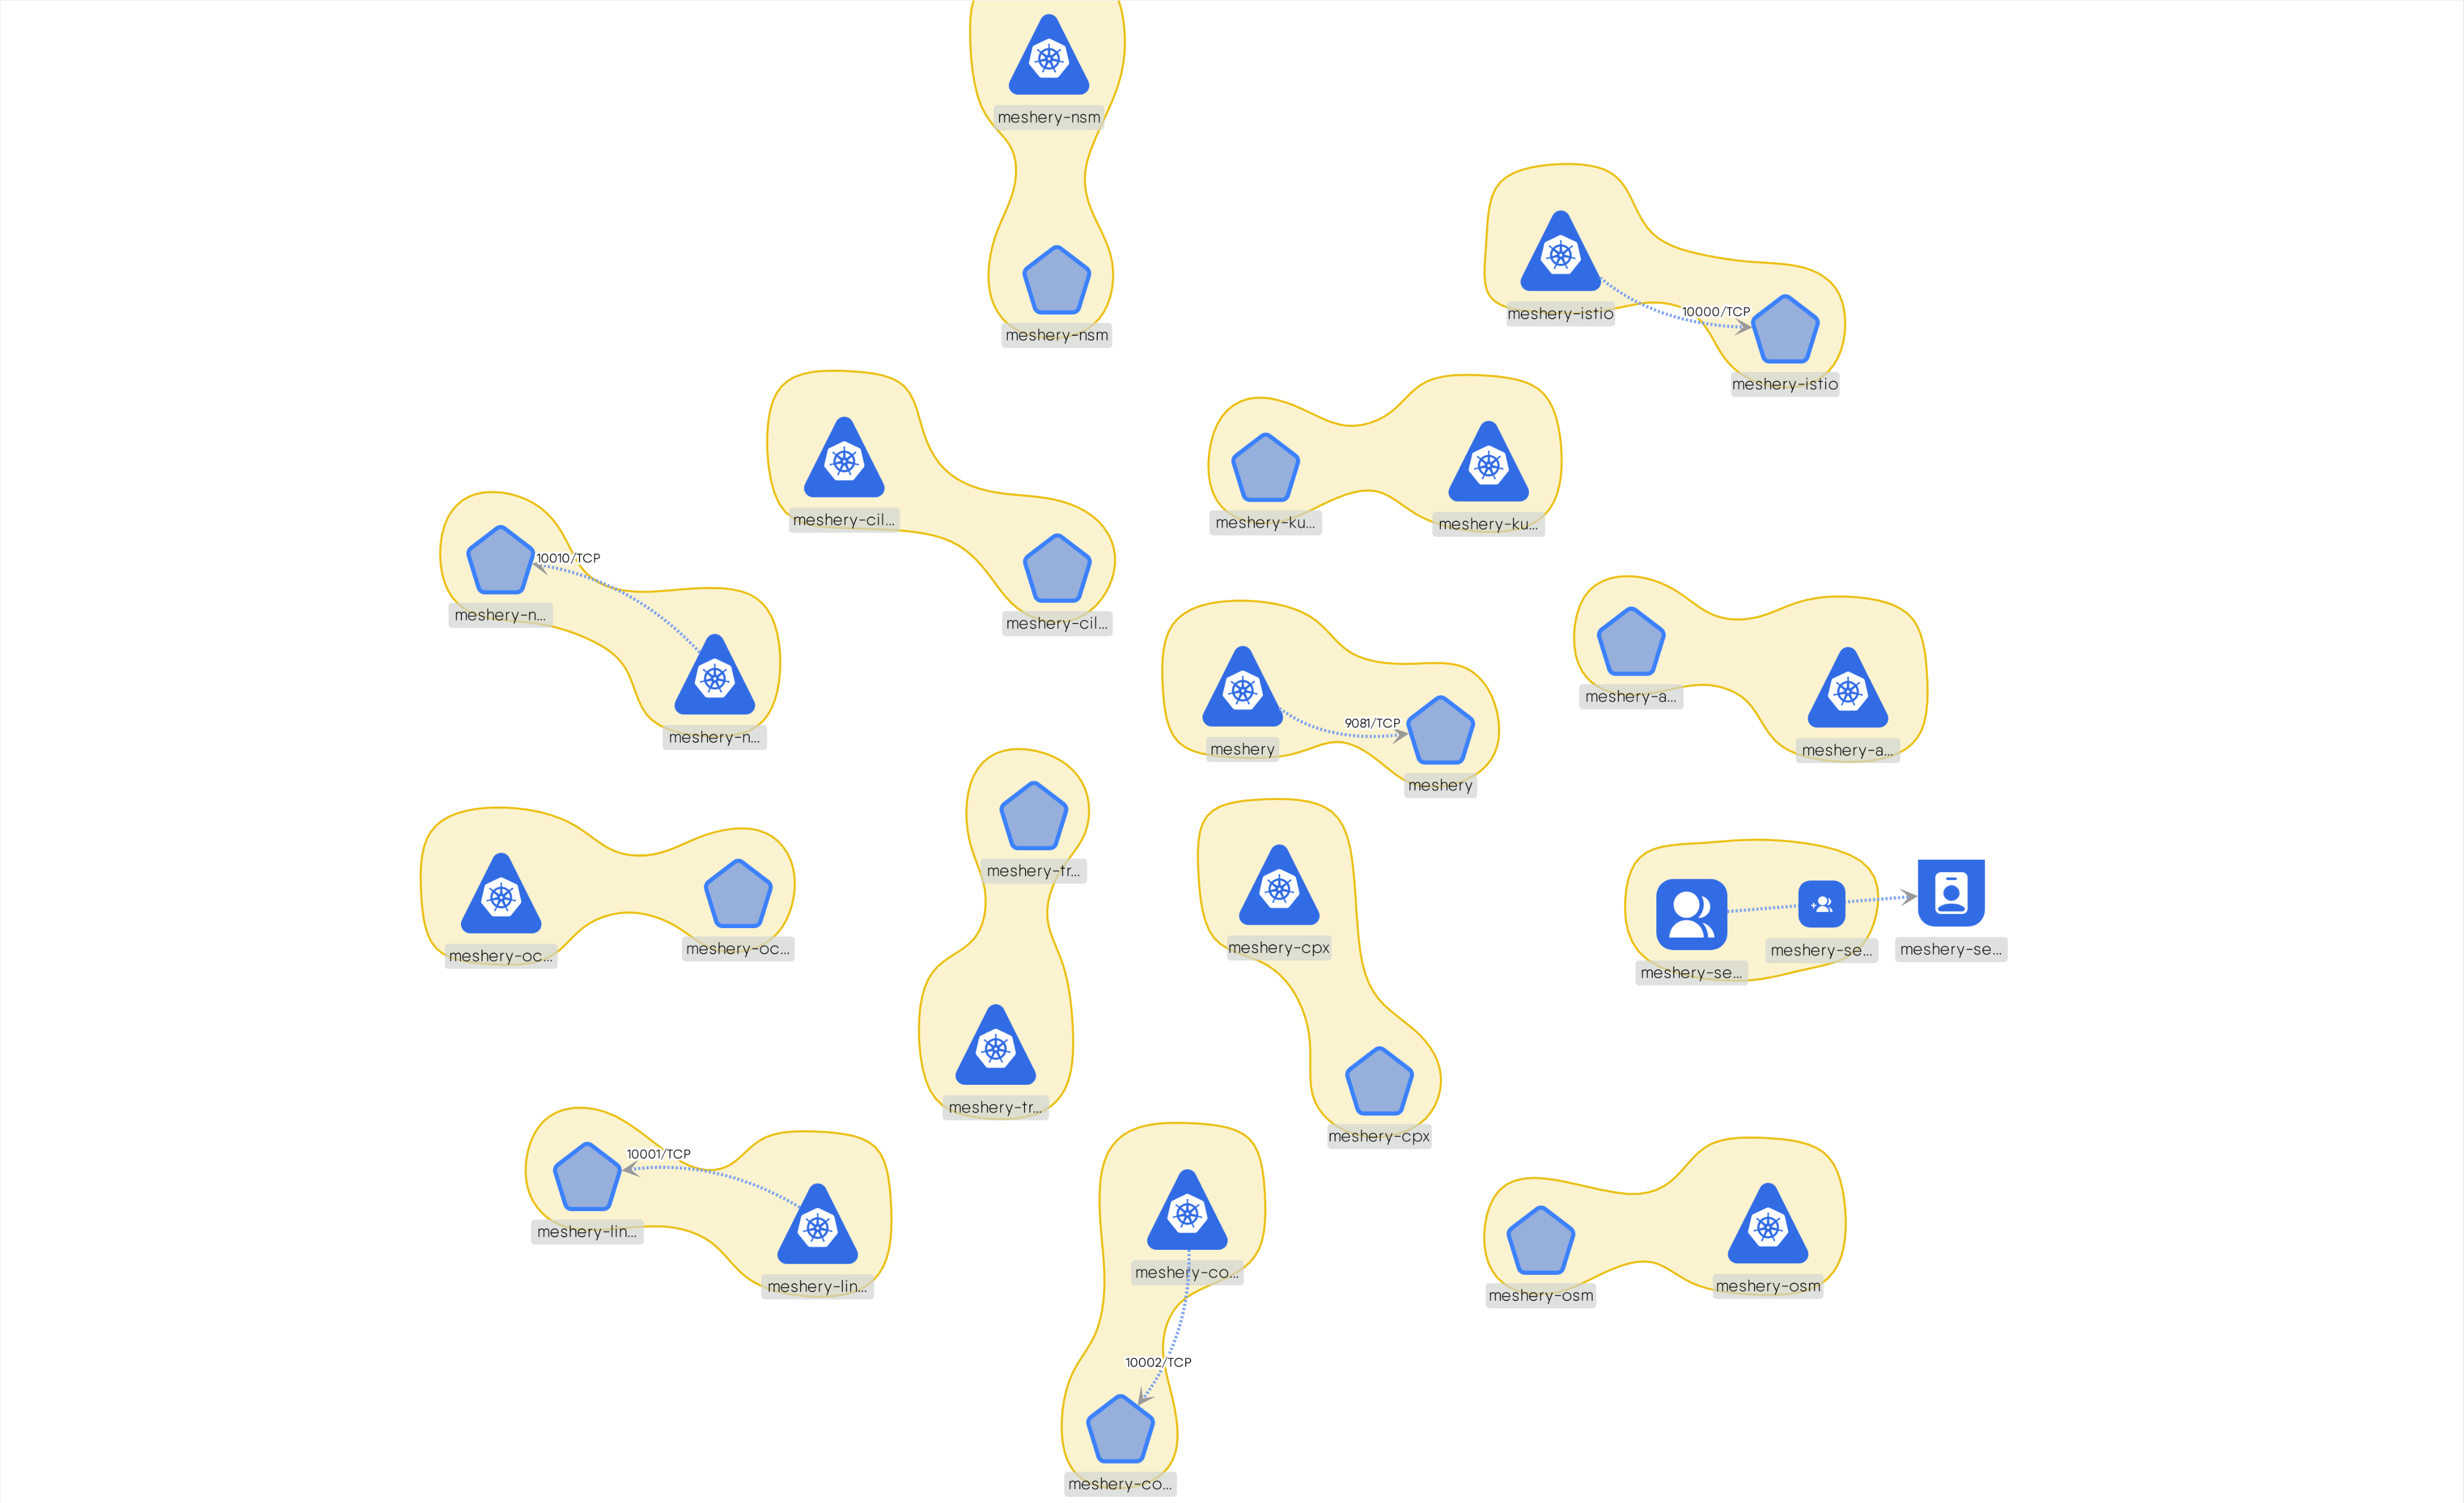 meshery-nsm
meshery-nsm
meshery-istio
10000/TCP
meshery-istio
meshery-cil...
meshery-cil...
meshery-ku...
meshery-ku...
10010/TCP
meshery-n...
meshery-n...
meshery
9081/TCP
meshery
meshery-a...
meshery-a...
meshery-oc...
meshery-oc...
meshery-tr...
meshery-tr...
meshery-cpx
meshery-cpx
meshery-se...
meshery-se...
meshery-se...
10001/TCP
meshery-lin...
meshery-lin...
meshery-co...
10002/TCP
meshery-co...
meshery-osm
meshery-osm